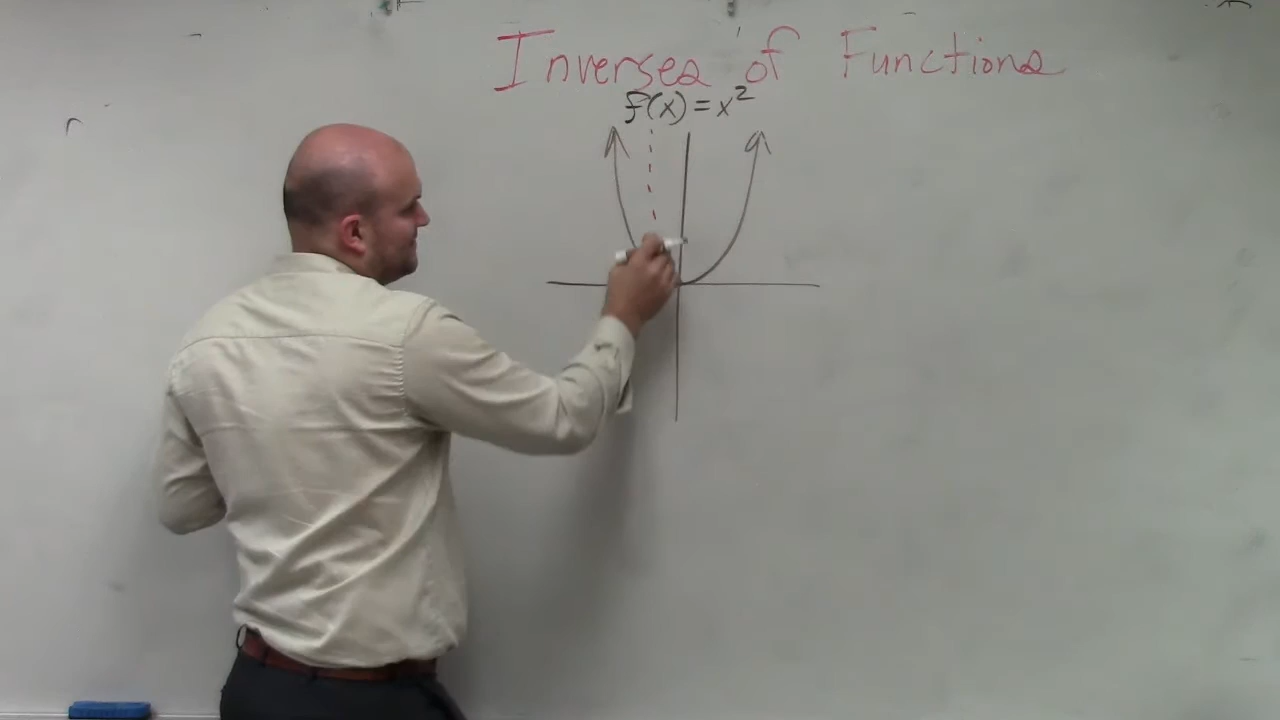 Inverses of Functions
f(x) = x²